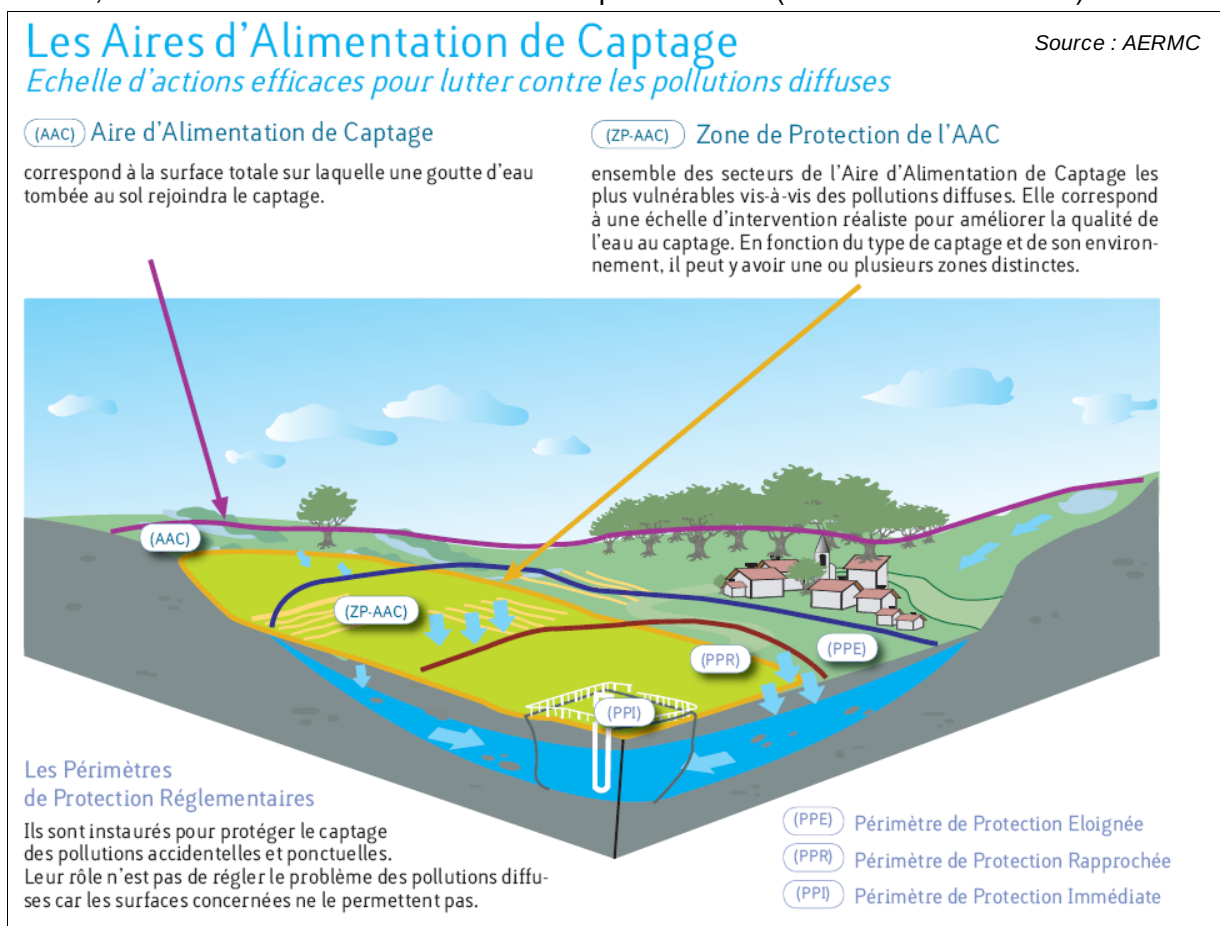 Les Aires d'Alimentation de Captage
Source : AERMC
Echelle d'actions efficaces pour lutter contre les pollutions diffuses
(AAC) Aire d'Alimentation de Captage
correspond à la surface totale sur laquelle une goutte d'eau
tombée au sol rejoindra le captage.
(ZP-AAC) Zone de Protection de l'AAC
ensemble des secteurs de l'Aire d'Alimentation de Captage les
plus vulnérables vis-à-vis des pollutions diffuses. Elle correspond
à une échelle d'intervention réaliste pour améliorer la qualité de
l'eau au captage. En fonction du type de captage et de son environ-
nement, il peut y avoir une ou plusieurs zones distinctes.
(AAC)
(ZP-AAC)
(PPR)
(PPE)
(PPI)
Les Périmètres
de Protection Réglementaires
Ils sont instaurés pour protéger le captage
des pollutions accidentelles et ponctuelles.
Leur rôle n'est pas de régler le problème des pollutions diffu-
ses car les surfaces concernées ne le permettent pas.
(PPE) Périmètre de Protection Eloignée
(PPR) Périmètre de Protection Rapprochée
(PPI) Périmètre de Protection Immédiate